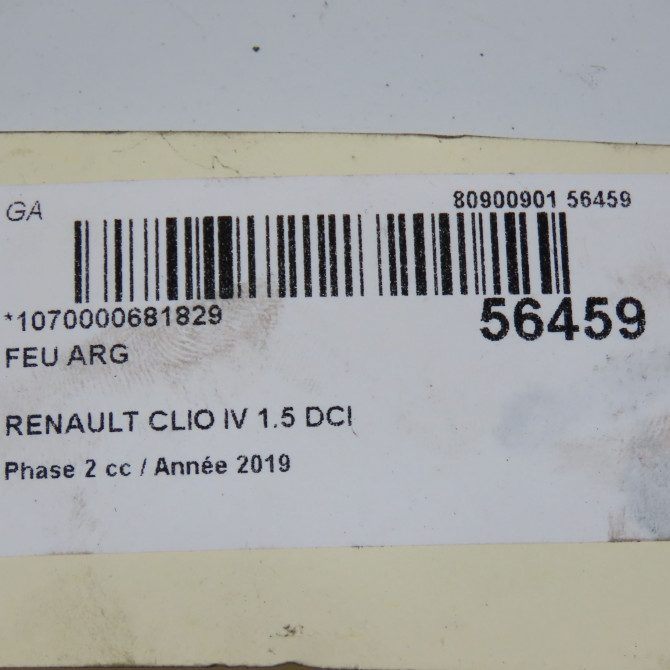 GA
80900901 56459
*1070000681829
56459
FEU ARG
RENAULT CLIO IV 1.5 DCI
Phase 2 cc / Année 2019